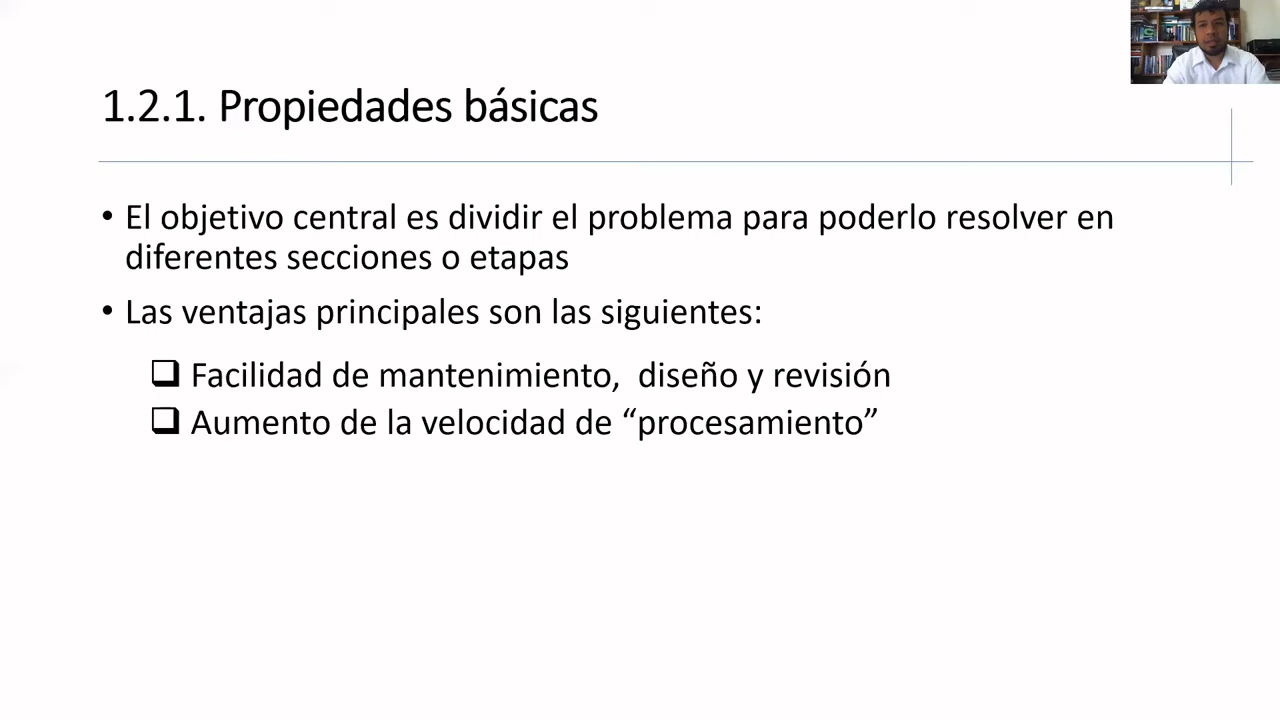 1.2.1. Propiedades básicas
• El objetivo central es dividir el problema para poderlo resolver en
diferentes secciones o etapas
• Las ventajas principales son las siguientes:
❑ Facilidad de mantenimiento,  diseño y revisión
❑ Aumento de la velocidad de “procesamiento”